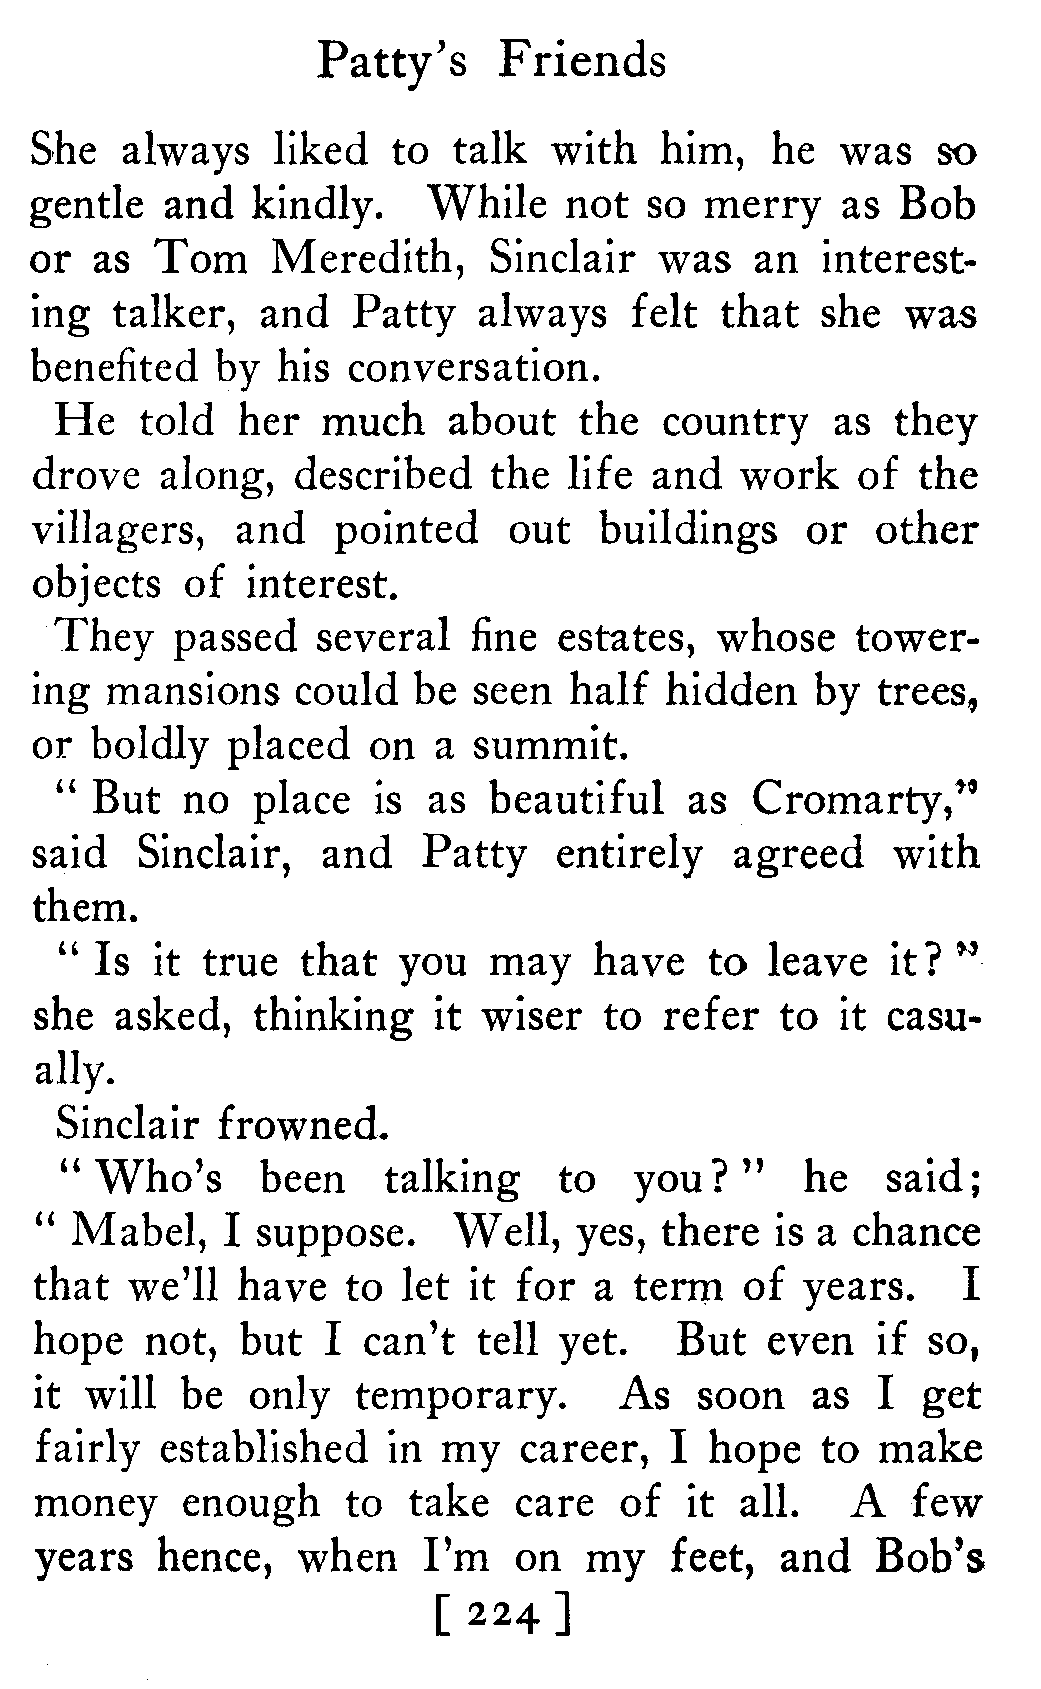 Patty's Friends
She always liked to talk with him, he was so
gentle and kindly. While not so merry as Bob
or as Tom Meredith, Sinclair was an interest-
ing talker, and Patty always felt that she was
benefited by his conversation.
He told her much about the country as they
drove along, described the life and work of the
villagers, and pointed out buildings or other
objects of interest.
They passed several fine estates, whose tower-
ing mansions could be seen half hidden by trees,
or boldly placed on a summit.
" But no place is as beautiful as Cromarty,"
said Sinclair, and Patty entirely agreed with
them.
" Is it true that you may have to leave it? "
she asked, thinking it wiser to refer to it casu-
ally.
Sinclair frowned.
" Who's been talking to you? " he said;
" Mabel, I suppose. Well, yes, there is a chance
that we'll have to let it for a term of years. I
hope not, but I can't tell yet. But even if so,
it will be only temporary. As soon as I get
fairly established in my career, I hope to make
money enough to take care of it all. A few
years hence, when I'm on my feet, and Bob's
[ 224 ]